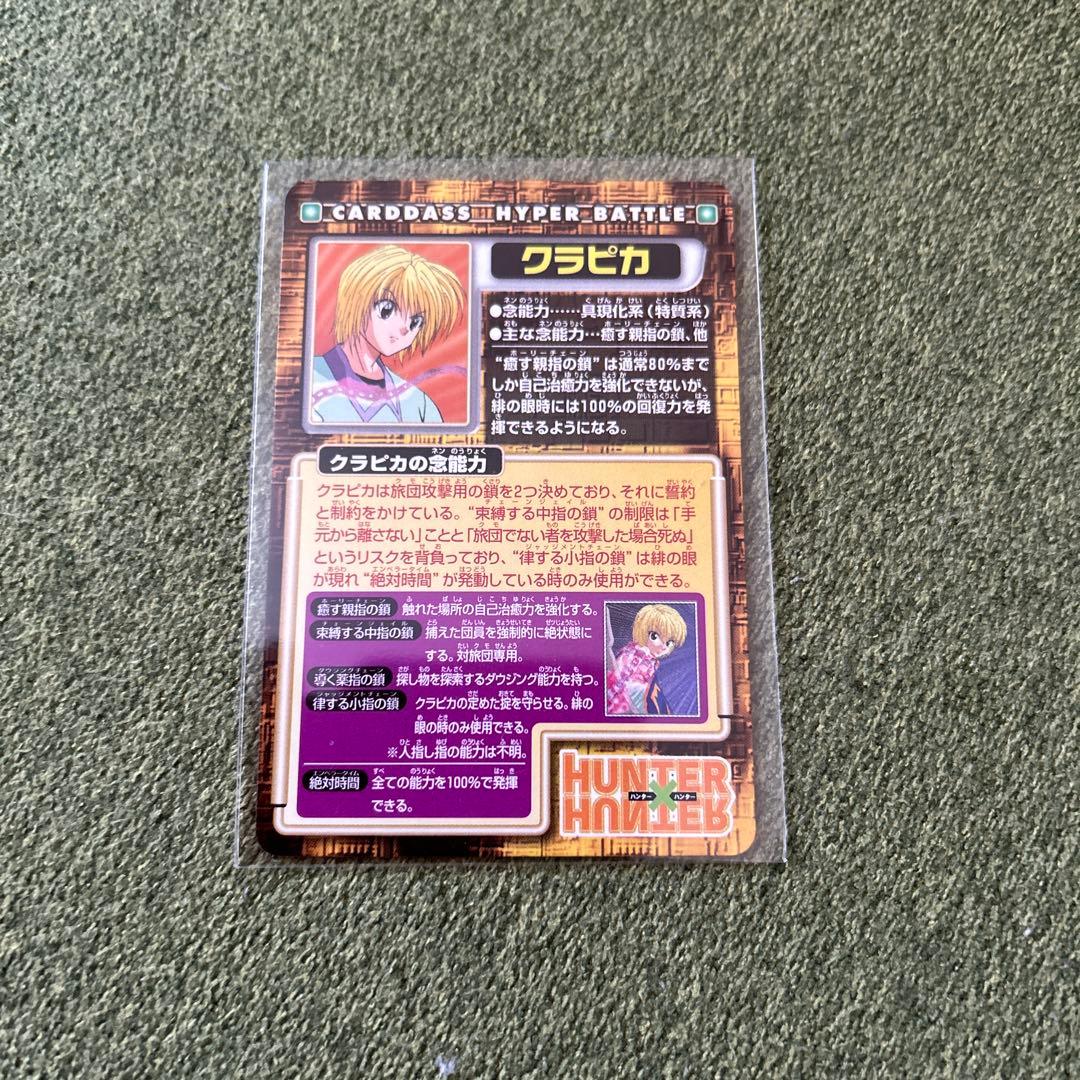 CARDDASS HYPER BATTLE
クラピカ
●念能力……具現化系(特質系)
●主な念能力…癒す親指の鎖、他
“癒す親指の鎖”は通常80%まで
しか自己治癒力を強化できないが、
緋の眼時には100%の回復力を発
揮できるようになる。
クラピカの念能力
クラピカは旅団攻撃用の鎖を2つ決めており、それに誓約
と制約をかけている。“束縛する中指の鎖”の制限は「手
元から離さない」ことと「旅団でない者を攻撃した場合死ぬ」
というリスクを背負っており、“律する小指の鎖”は緋の眼
が現れ“絶対時間”が発動している時のみ使用ができる。
癒す親指の鎖 触れた場所の自己治癒力を強化する。
束縛する中指の鎖 捕えた団員を強制的に絶状態に
する。対旅団専用。
導く薬指の鎖 探し物を探索するダウジング能力を持つ。
律する小指の鎖 クラピカの定めた掟を守らせる。緋の
眼の時のみ使用できる。
※人指し指の能力は不明。
絶対時間 全ての能力を100%で発揮
できる。
HUNTER
ハンター×ハンター
HUNTER